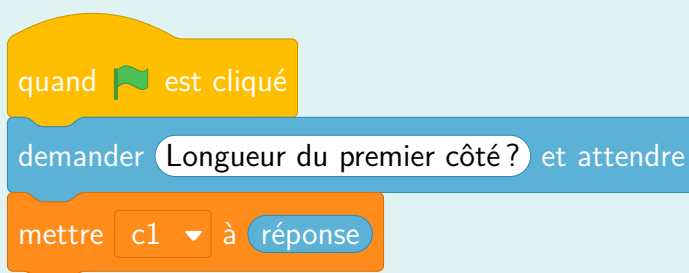 quand est cliqué
demander Longueur du premier côté ? et attendre
mettre c1 à réponse